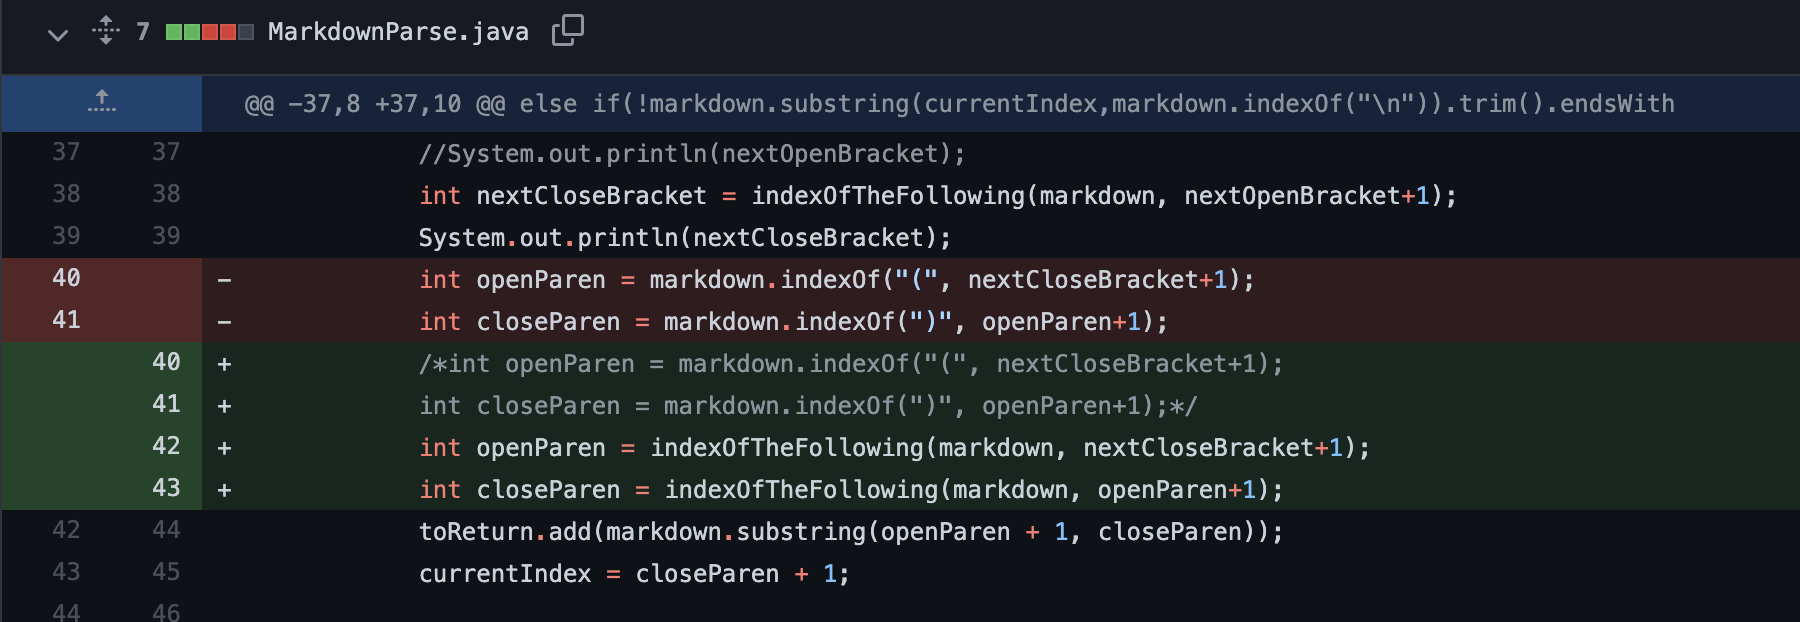 7 MarkdownParse.java
@@ -37,8 +37,10 @@ else if(!markdown.substring(currentIndex,markdown.indexOf("\n")).trim().endsWith
37 37 //System.out.println(nextOpenBracket);
38 38 int nextCloseBracket = indexOfTheFollowing(markdown, nextOpenBracket+1);
39 39 System.out.println(nextCloseBracket);
40 - int openParen = markdown.indexOf("(", nextCloseBracket+1);
41 - int closeParen = markdown.indexOf(")", openParen+1);
40 + /*int openParen = markdown.indexOf("(", nextCloseBracket+1);
41 + int closeParen = markdown.indexOf(")", openParen+1);*/
42 + int openParen = indexOfTheFollowing(markdown, nextCloseBracket+1);
43 + int closeParen = indexOfTheFollowing(markdown, openParen+1);
42 44 toReturn.add(markdown.substring(openParen + 1, closeParen));
43 45 currentIndex = closeParen + 1;
44 46